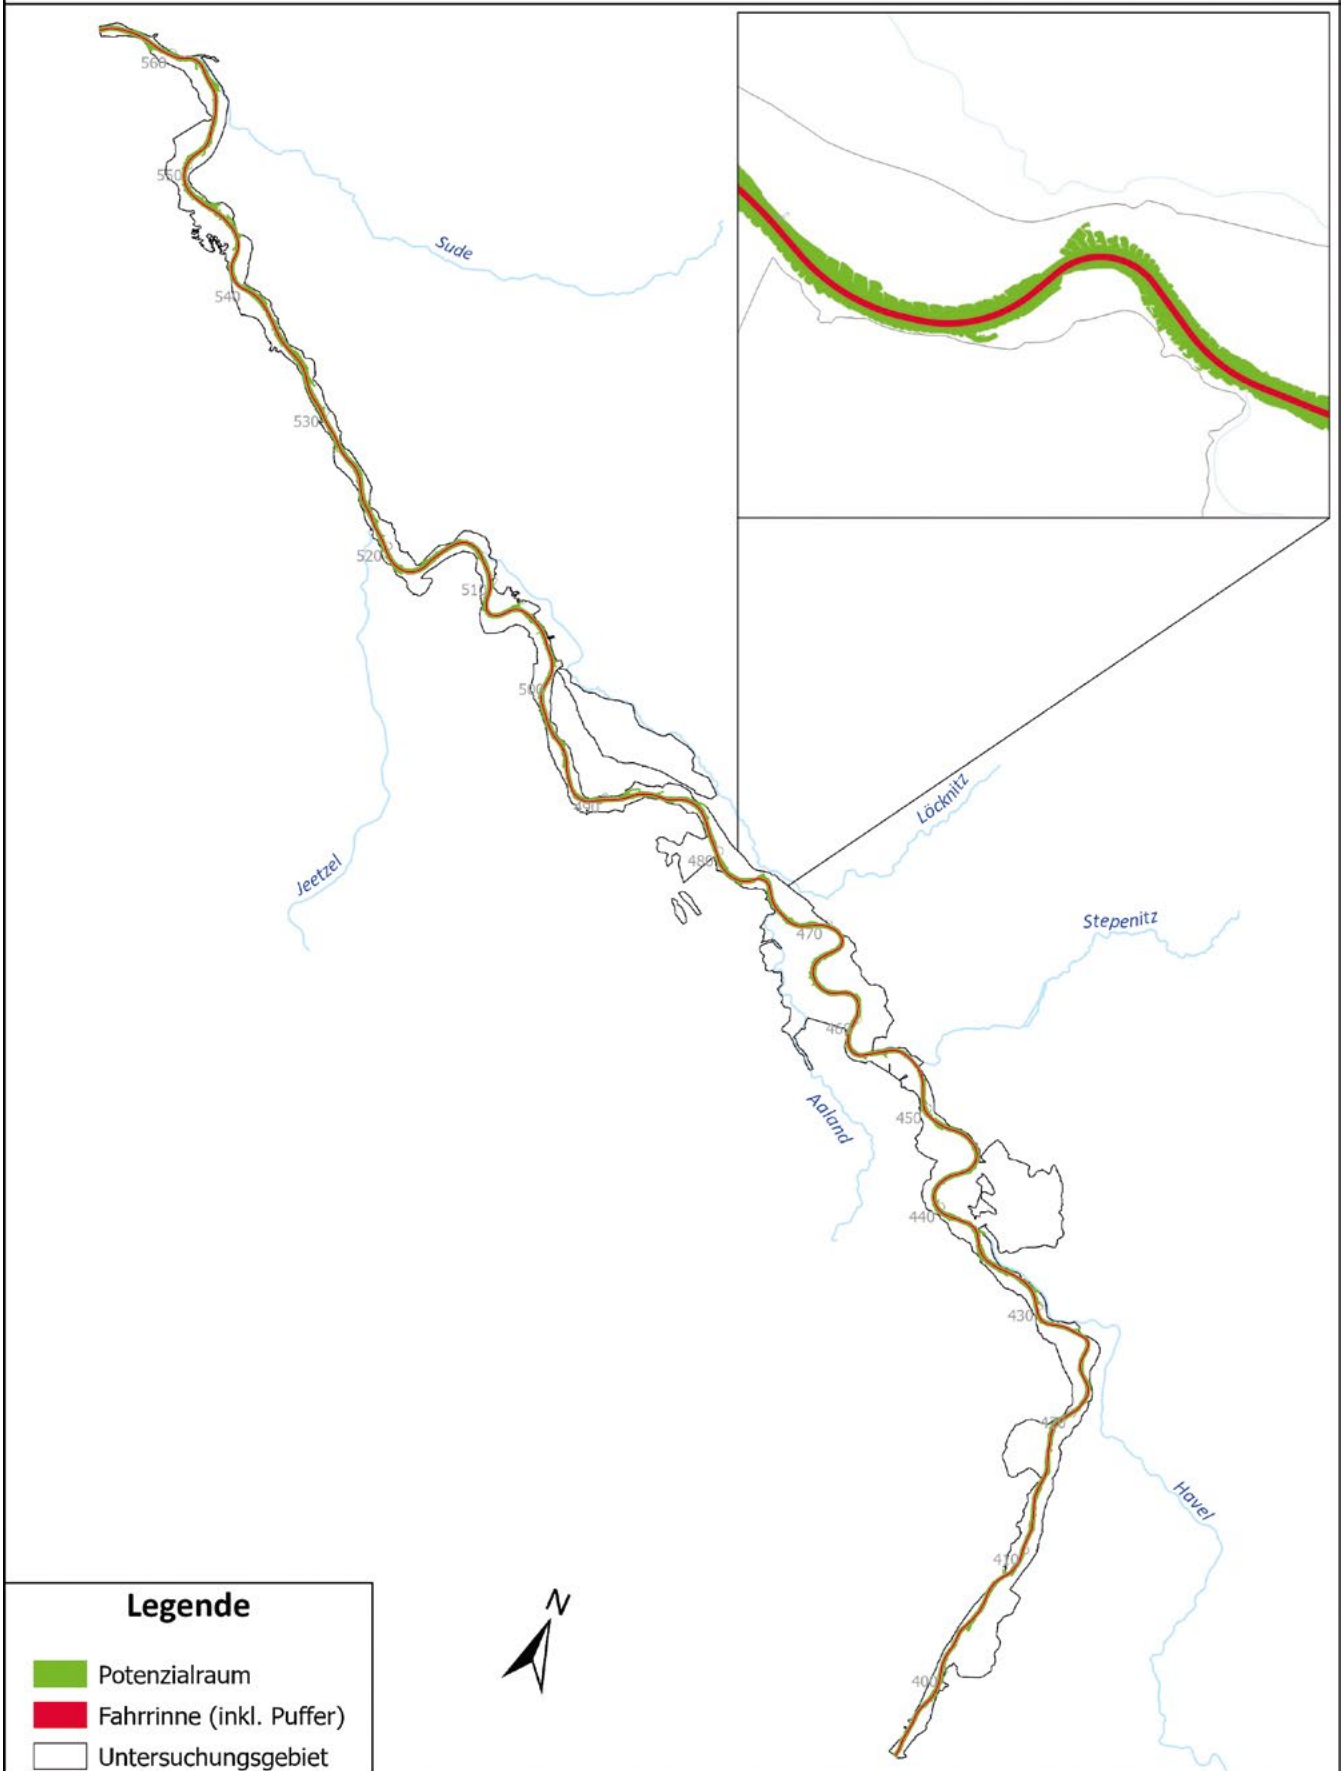 560
550
Sude
540
530
520
510
500
490
480
Löcknitz
Jeetzel
470
Stepenitz
460
Aaland
450
440
430
420
Havel
410
400
N
Legende
Potenzialraum
Fahrrinne (inkl. Puffer)
Untersuchungsgebiet